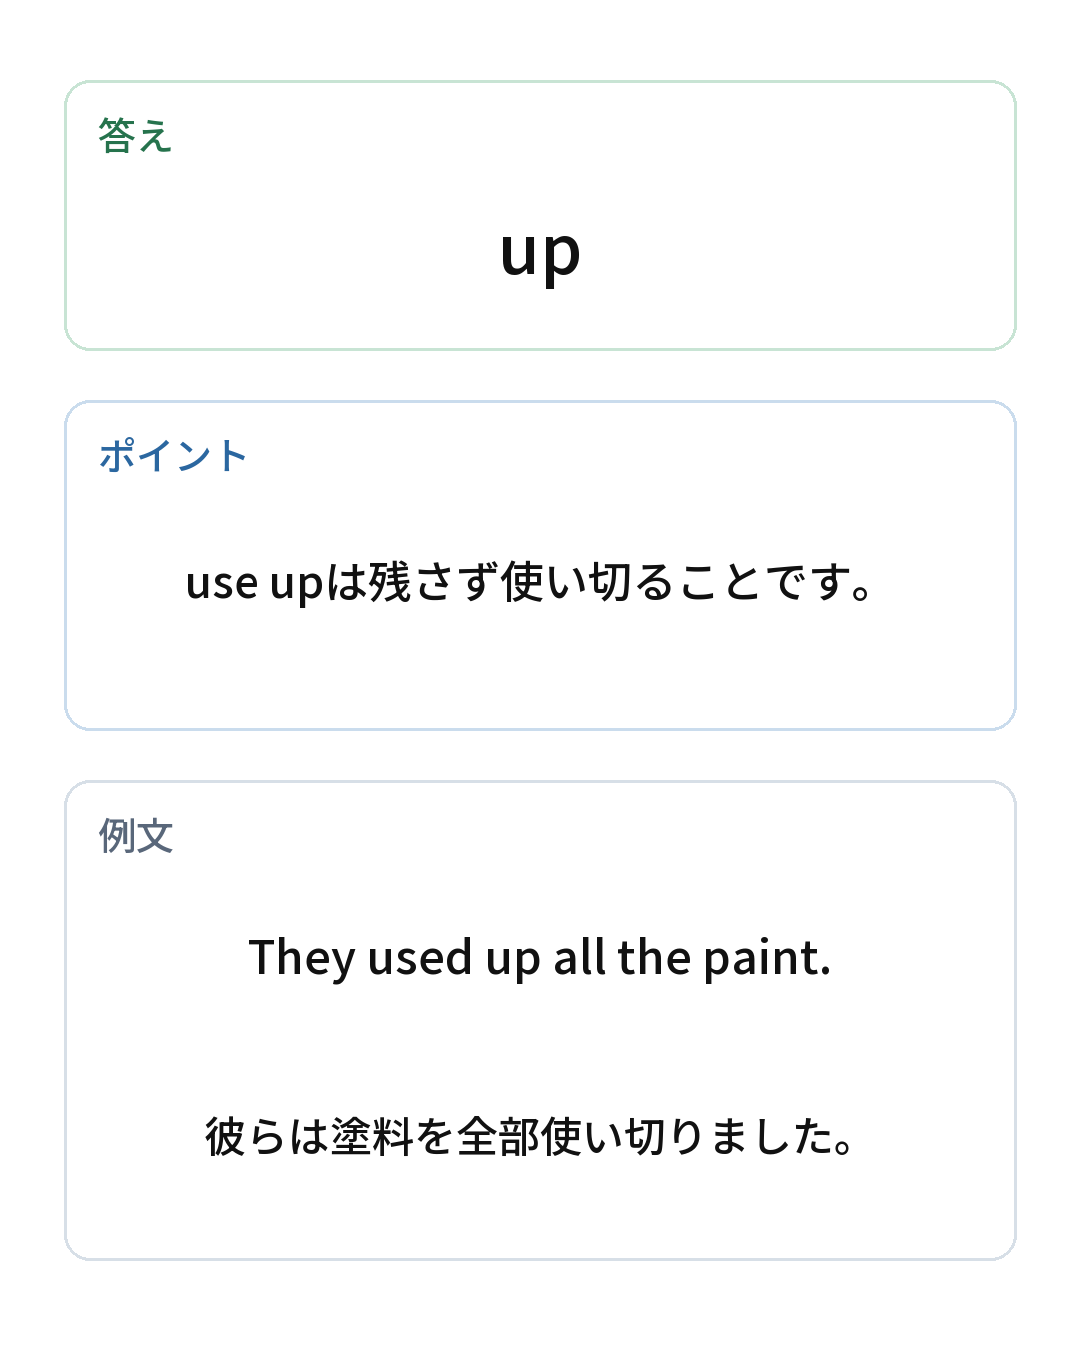 答え
up
ポイント
use upは残さず使い切ることです。
例文
They used up all the paint.
彼らは塗料を全部使い切りました。